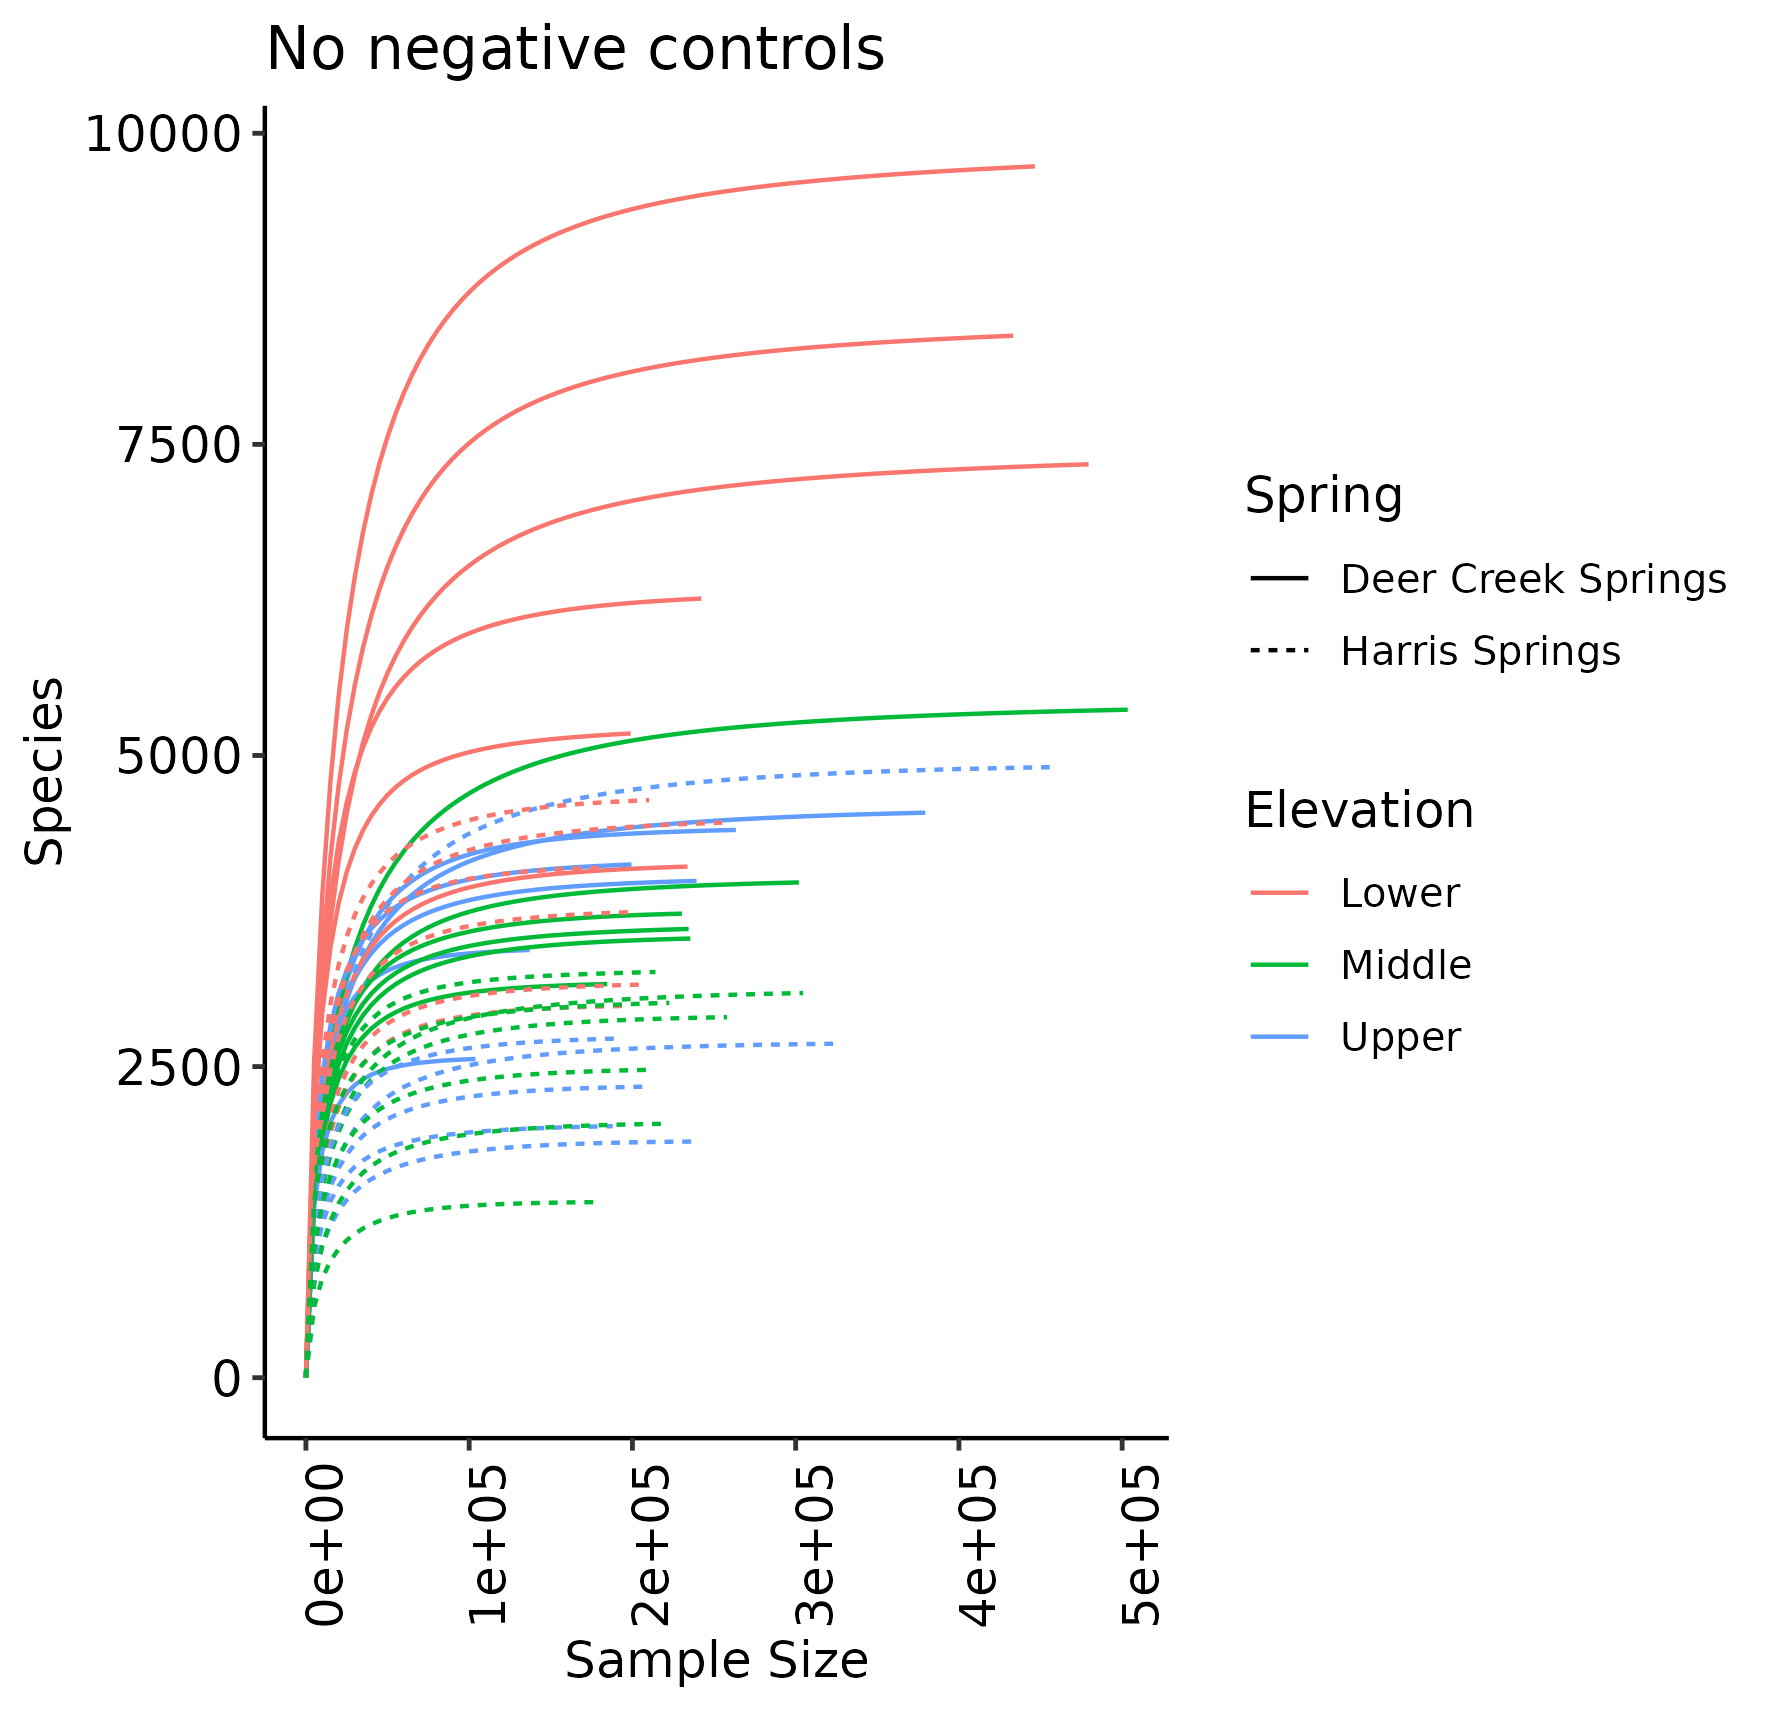 No negative controls
10000
7500
5000
2500
0
Species
0e+00
1e+05
2e+05
3e+05
4e+05
5e+05
Sample Size
Spring
Deer Creek Springs
Harris Springs
Elevation
Lower
Middle
Upper